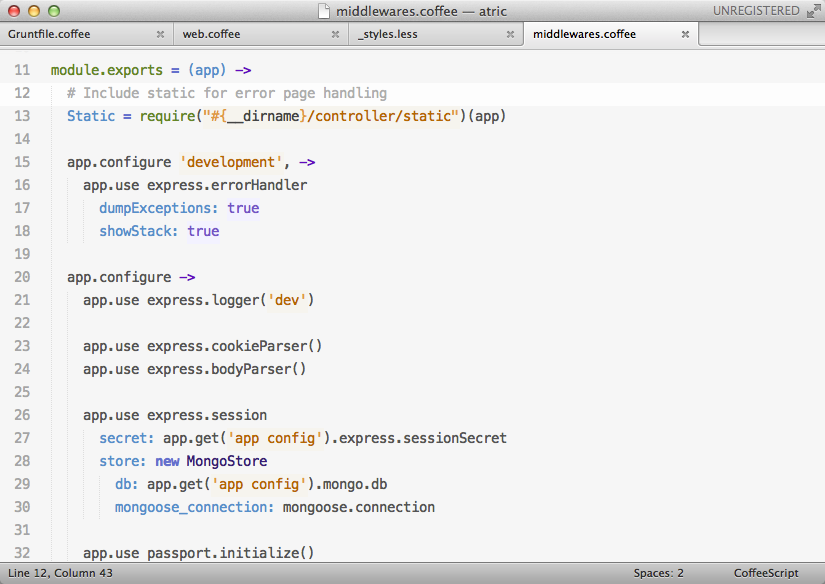 middlewares.coffee — atric
UNREGISTERED
Gruntfile.coffee × web.coffee × _styles.less × middlewares.coffee ×
11 module.exports = (app) ->
12 # Include static for error page handling
13 Static = require("#{__dirname}/controller/static")(app)
14
15 app.configure 'development', ->
16 app.use express.errorHandler
17 dumpExceptions: true
18 showStack: true
19
20 app.configure ->
21 app.use express.logger('dev')
22
23 app.use express.cookieParser()
24 app.use express.bodyParser()
25
26 app.use express.session
27 secret: app.get('app config').express.sessionSecret
28 store: new MongoStore
29 db: app.get('app config').mongo.db
30 mongoose_connection: mongoose.connection
31
32 app.use passport.initialize()
Line 12, Column 43 Spaces: 2 CoffeeScript